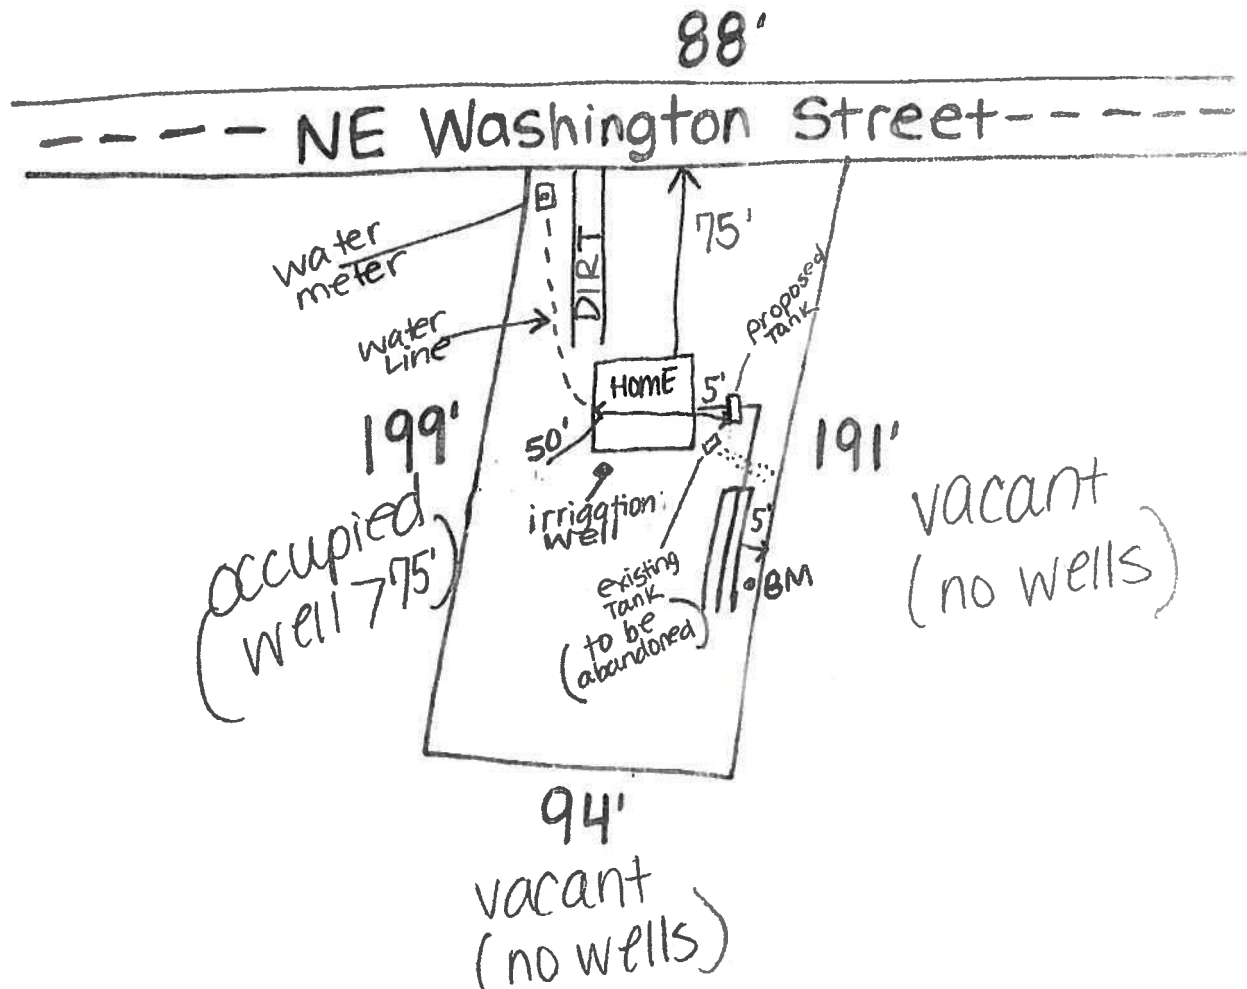 88'
NE Washington Street
water
meter
DIRT
75'
proposed
Tank
water
Line
HOME
5'
199'
50'
191'
irrigation
well
occupied
(well > 75')
5'
BM
existing
Tank
(to be
abandoned)
vacant
(no wells)
94'
vacant
(no wells)